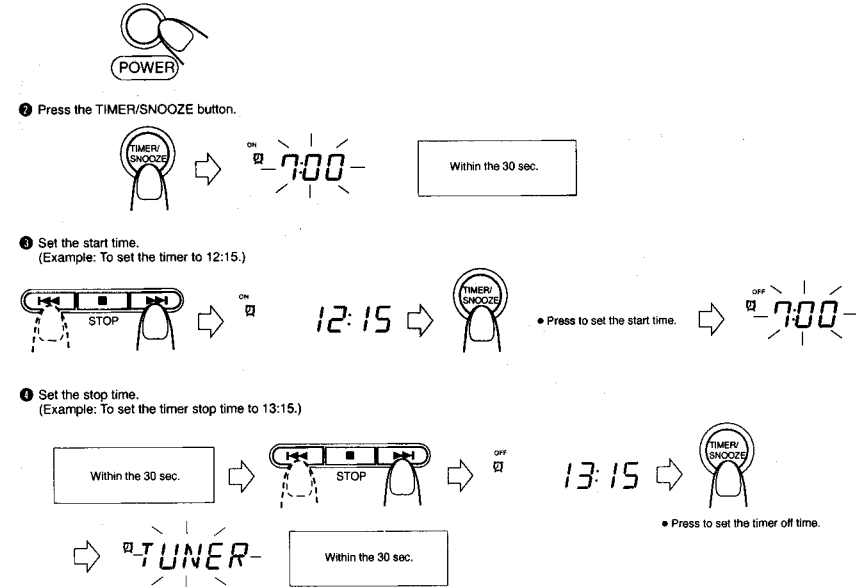 POWER
❷ Press the TIMER/SNOOZE button.
TIMER/
SNOOZE
ON
7:00
Within the 30 sec.
❸ Set the start time.
(Example: To set the timer to 12:15.)
STOP
ON
12:15
TIMER/
SNOOZE
• Press to set the start time.
OFF
7:00
❹ Set the stop time.
(Example: To set the timer stop time to 13:15.)
Within the 30 sec.
STOP
OFF
13:15
TIMER/
SNOOZE
• Press to set the timer off time.
TUNER
Within the 30 sec.